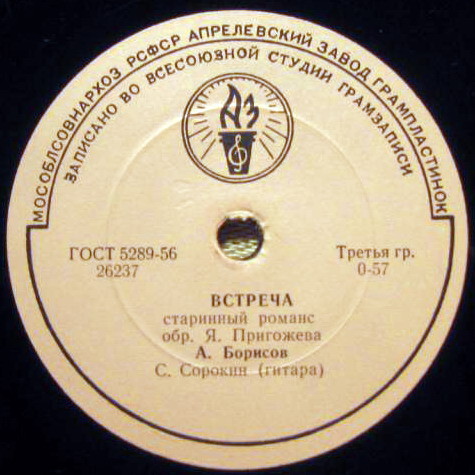 МОСОБЛСОВНАРХОЗ РСФСР АПРЕЛЕВСКИЙ ЗАВОД ГРАМПЛАСТИНОК
ЗАПИСАНО ВО ВСЕСОЮЗНОЙ СТУДИИ ГРАМЗАПИСИ
АЗ
ГОСТ 5289-56
26237
Третья гр.
0-57
ВСТРЕЧА
старинный романс
обр. Я. Пригожева
А. Борисов
С. Сорокин (гитара)